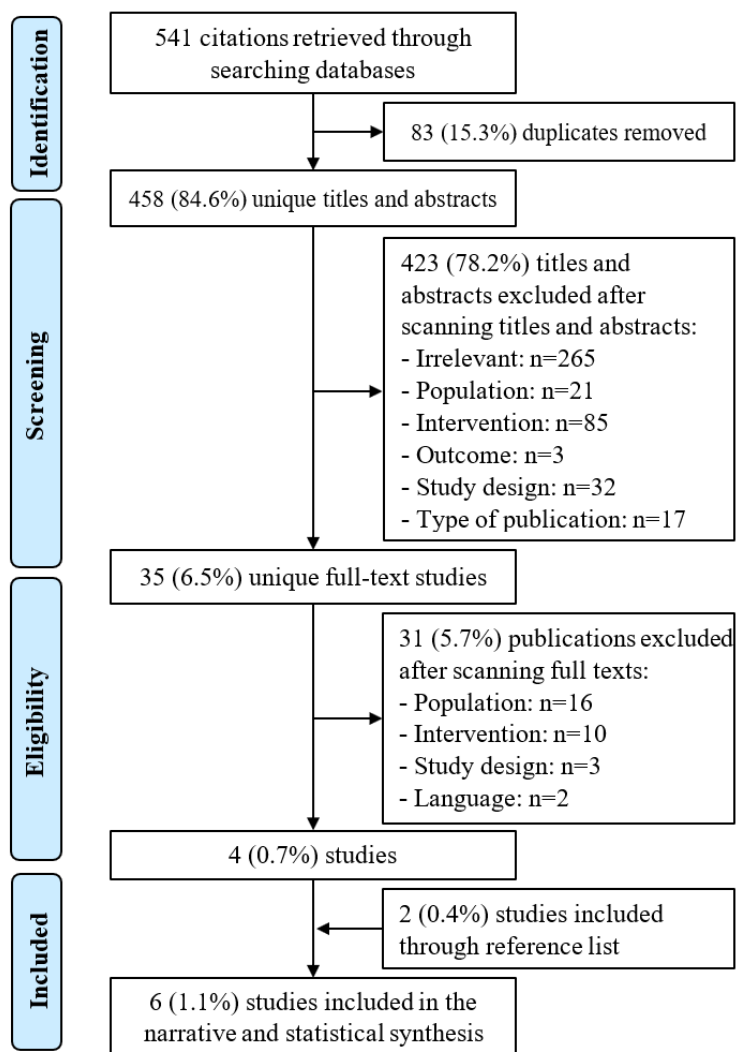 Identification
541 citations retrieved through
searching databases
83 (15.3%) duplicates removed
458 (84.6%) unique titles and abstracts
Screening
423 (78.2%) titles and
abstracts excluded after
scanning titles and abstracts:
- Irrelevant: n=265
- Population: n=21
- Intervention: n=85
- Outcome: n=3
- Study design: n=32
- Type of publication: n=17
35 (6.5%) unique full-text studies
Eligibility
31 (5.7%) publications excluded
after scanning full texts:
- Population: n=16
- Intervention: n=10
- Study design: n=3
- Language: n=2
4 (0.7%) studies
Included
2 (0.4%) studies included
through reference list
6 (1.1%) studies included in the
narrative and statistical synthesis